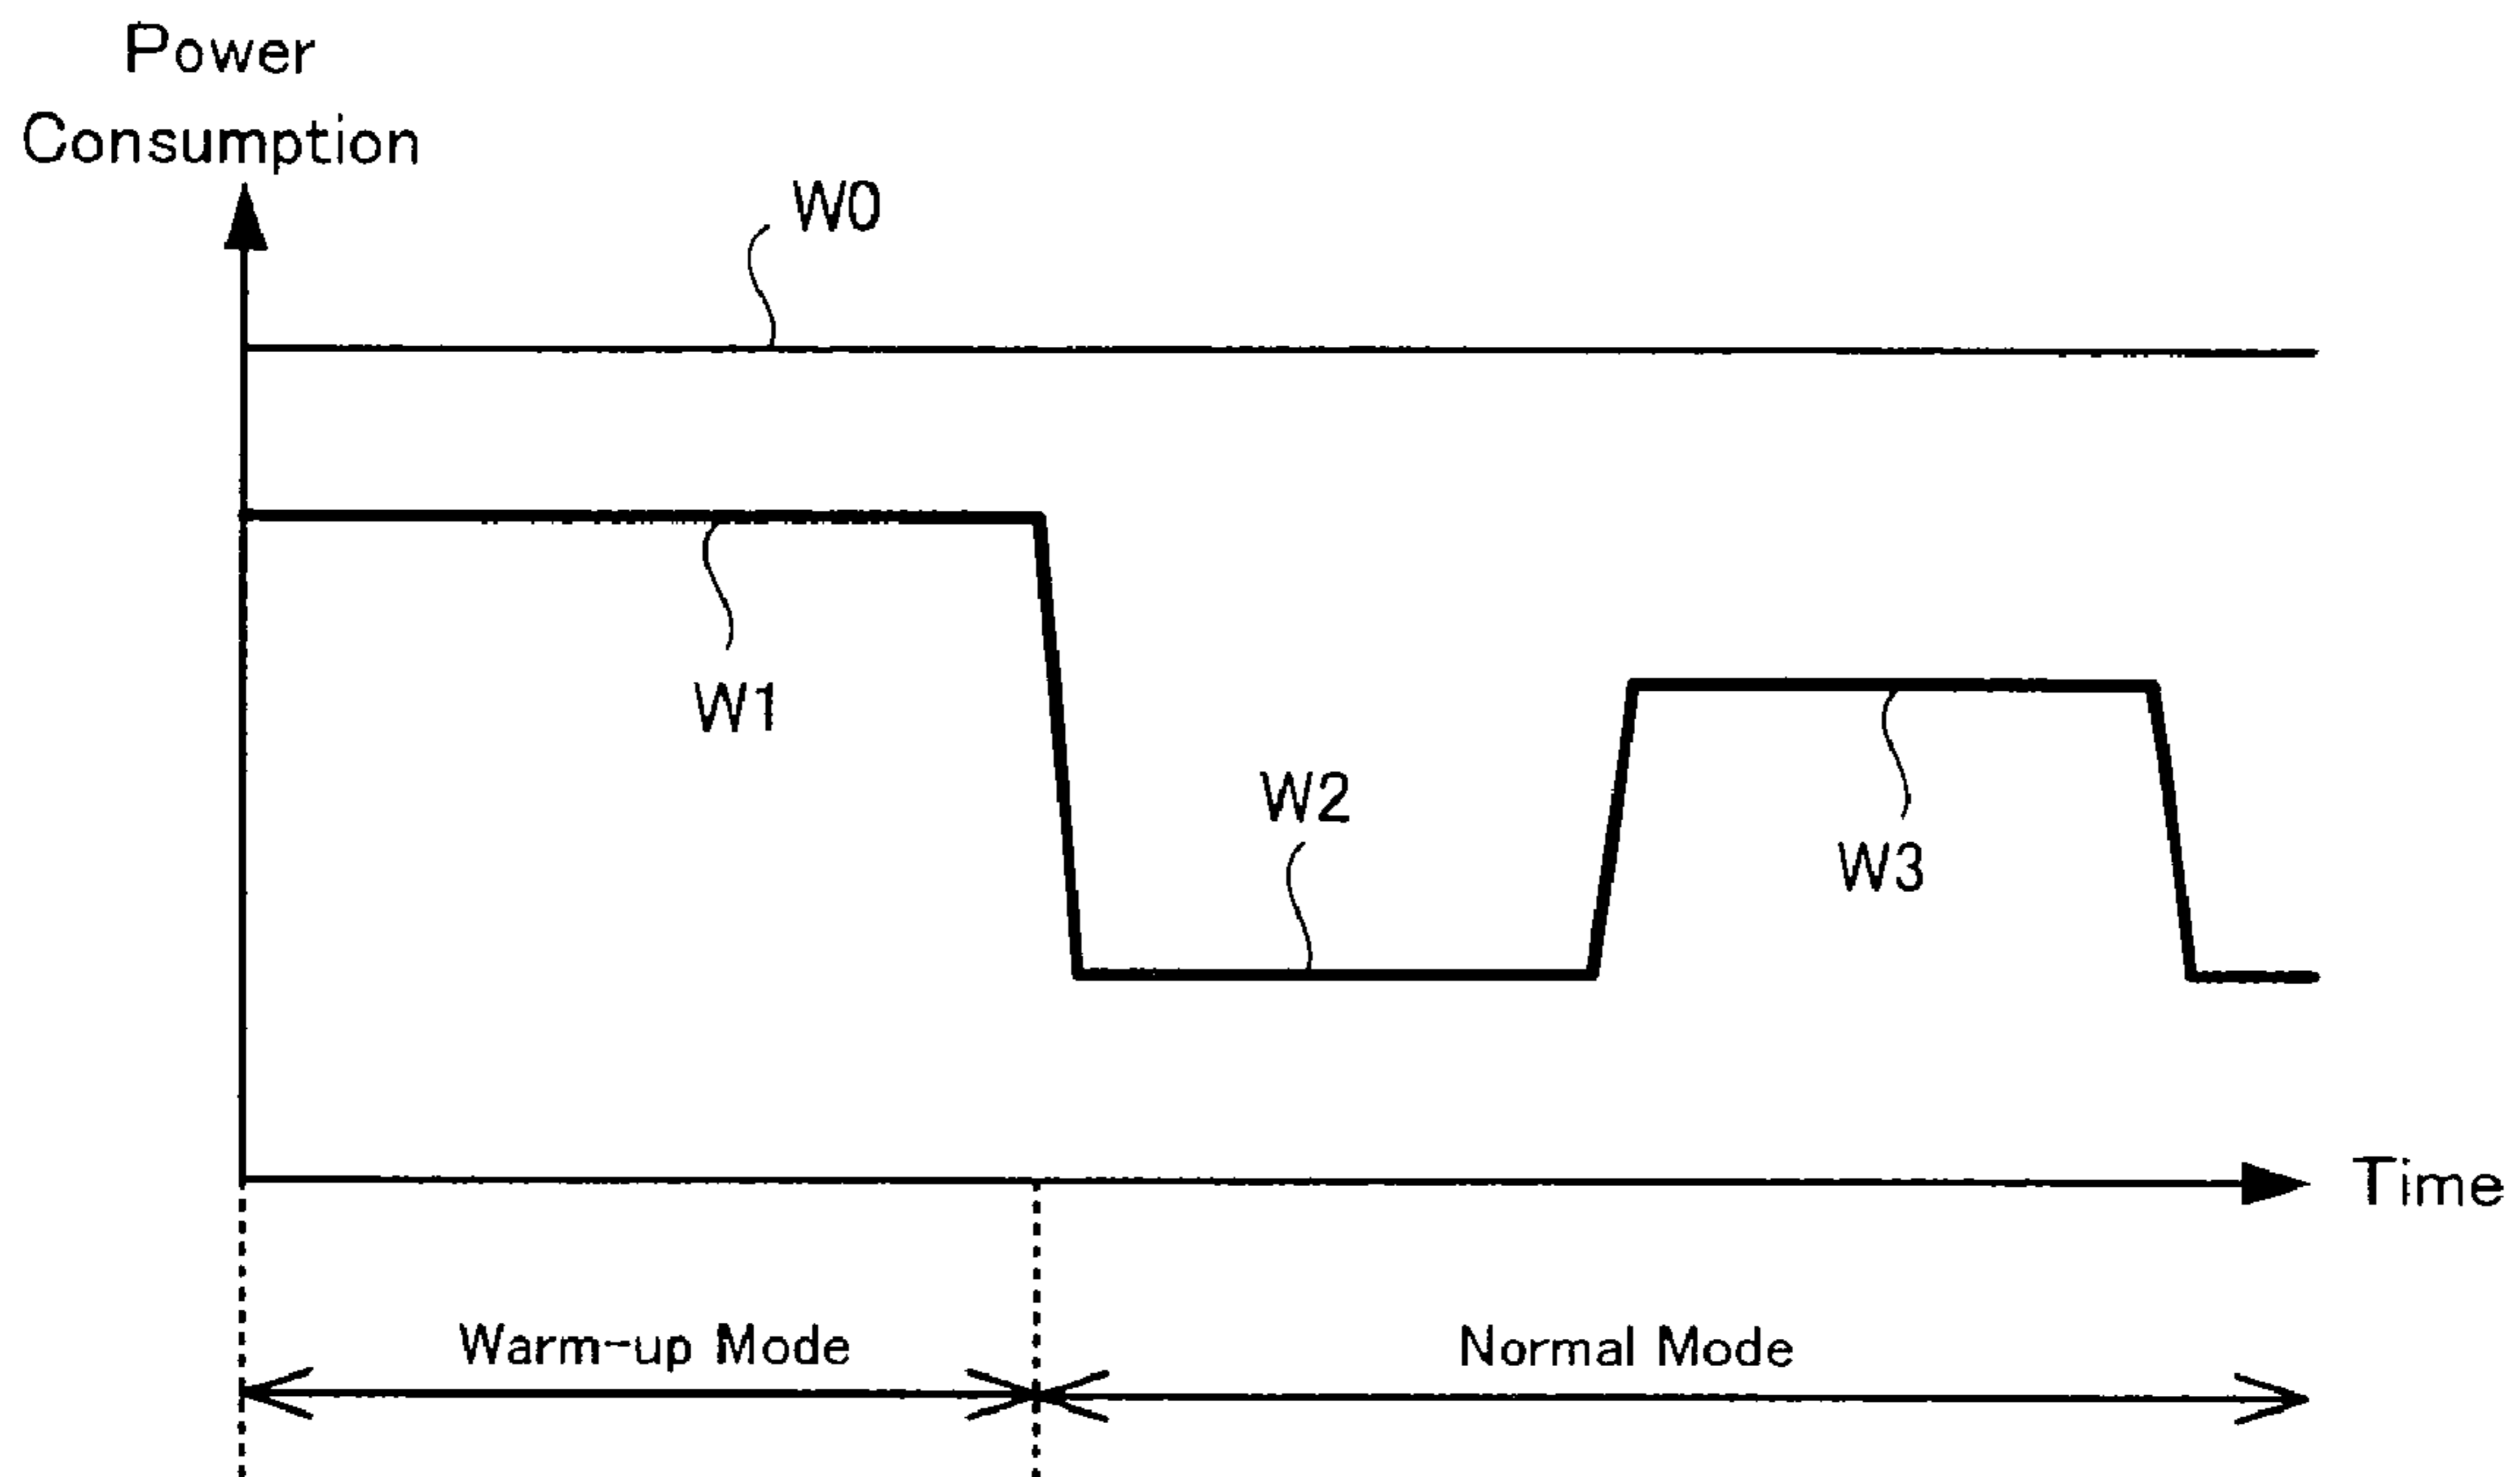 Power
Consumption
W0
W1
W2
W3
Time
Warm-up Mode
Normal Mode